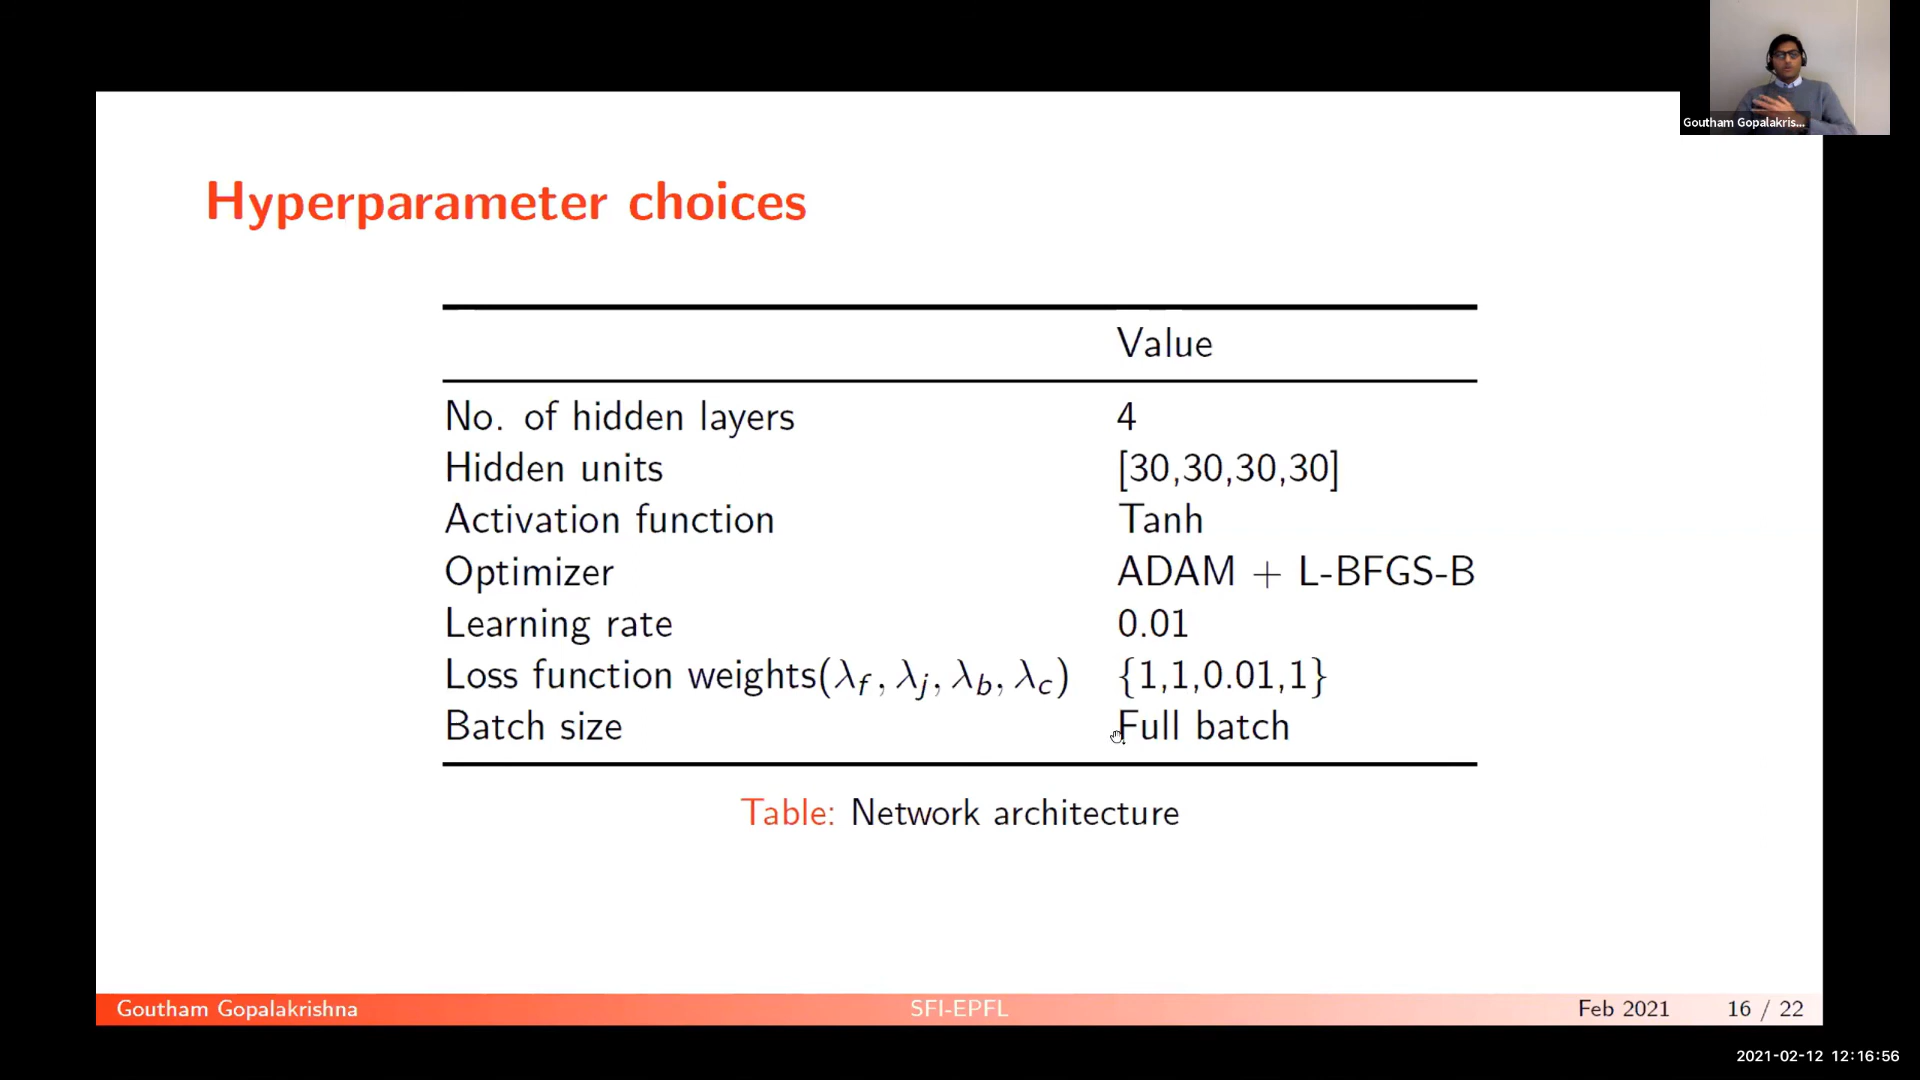 Goutham Gopalakris...
Hyperparameter choices
Value
No. of hidden layers 4
Hidden units [30,30,30,30]
Activation function Tanh
Optimizer ADAM + L-BFGS-B
Learning rate 0.01
Loss function weights(λf, λj, λb, λc) {1,1,0.01,1}
Batch size Full batch
Table: Network architecture
Goutham Gopalakrishna SFI-EPFL Feb 2021 16 / 22
2021-02-12 12:16:56